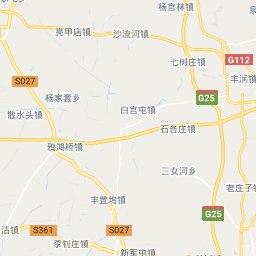 杨官林镇
亮甲店镇
沙流河镇
G112
七树庄镇
丰润镇
S027
杨家套乡
G25
散水头镇
白官屯镇
石各庄镇
鸦鸿桥镇
三女河乡
老庄子镇
丰登坞镇
G25
沽镇
S361
S027
李钊庄镇
新军屯镇